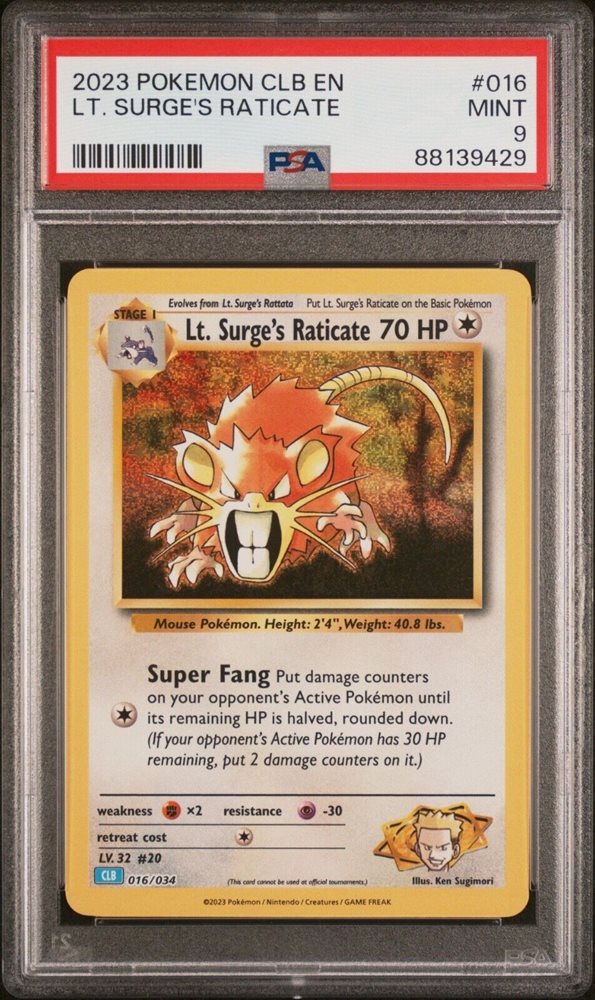 2023 POKEMON CLB EN #016
LT. SURGE'S RATICATE MINT
9
PSA 88139429
Evolves from Lt. Surge's Rattata Put Lt. Surge's Raticate on the Basic Pokémon
STAGE 1
Lt. Surge's Raticate 70 HP
Mouse Pokémon. Height: 2'4", Weight: 40.8 lbs.
Super Fang Put damage counters
on your opponent's Active Pokémon until
its remaining HP is halved, rounded down.
(If your opponent's Active Pokémon has 30 HP
remaining, put 2 damage counters on it.)
weakness ×2 resistance -30
retreat cost
LV. 32 #20
CLB 016/034 (This card cannot be used at official tournaments.) Illus. Ken Sugimori
©2023 Pokémon / Nintendo / Creatures / GAME FREAK
PSA